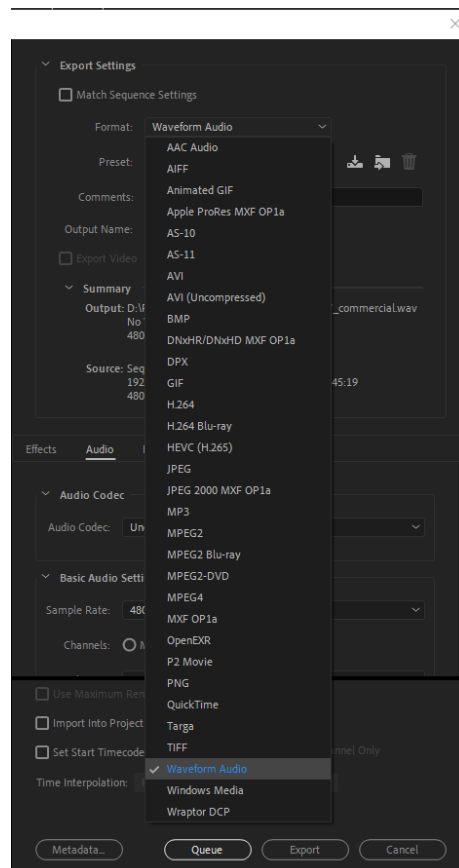 Export Settings
Match Sequence Settings
Format: Waveform Audio
AAC Audio
AIFF
Preset:
Animated GIF
Comments:
Apple ProRes MXF OP1a
Output Name:
AS-10
AS-11
Export Video
AVI
Summary
AVI (Uncompressed)
Output: D:\ _commercial.wav
BMP
No
480
DNxHR/DNxHD MXF OP1a
DPX
Source: Seq
GIF
192 45:19
480
H.264
H.264 Blu-ray
Effects Audio
HEVC (H.265)
JPEG
Audio Codec
JPEG 2000 MXF OP1a
MP3
Audio Codec: Un
MPEG2
MPEG2 Blu-ray
Basic Audio Setti
MPEG2-DVD
MPEG4
Sample Rate: 480
MXF OP1a
Channels:
OpenEXR
P2 Movie
PNG
Use Maximum Ren
QuickTime
Import Into Project
Targa
TIFF
Set Start Timecode nnel Only
Waveform Audio
Time Interpolation:
Windows Media
Wraptor DCP
Metadata... Queue Export Cancel